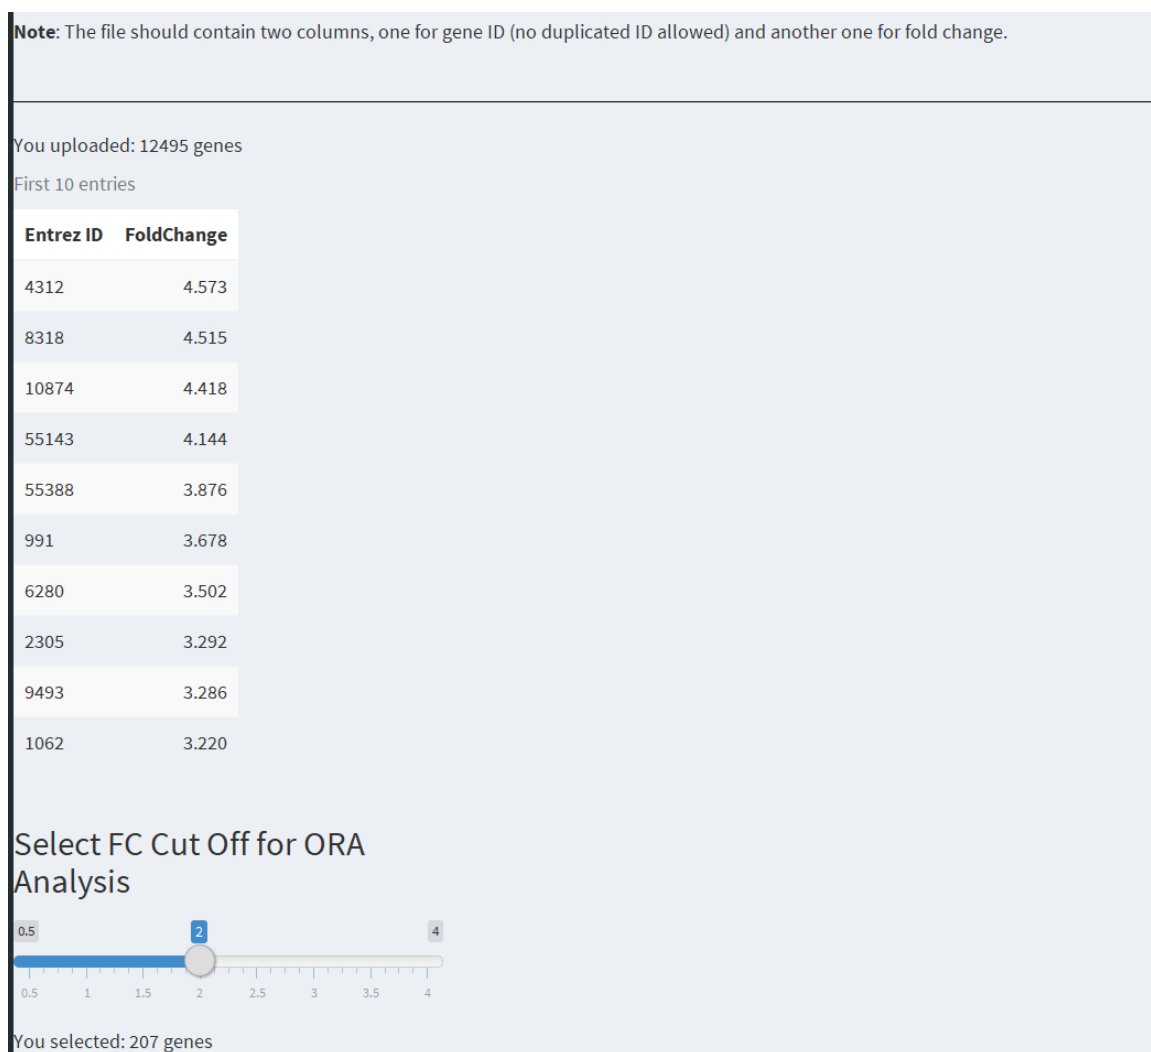 Note: The file should contain two columns, one for gene ID (no duplicated ID allowed) and another one for fold change.
You uploaded: 12495 genes
First 10 entries
Entrez ID FoldChange
4312 4.573
8318 4.515
10874 4.418
55143 4.144
55388 3.876
991 3.678
6280 3.502
2305 3.292
9493 3.286
1062 3.220
Select FC Cut Off for ORA
Analysis
0.5 2 4
0.5 1 1.5 2 2.5 3 3.5 4
You selected: 207 genes